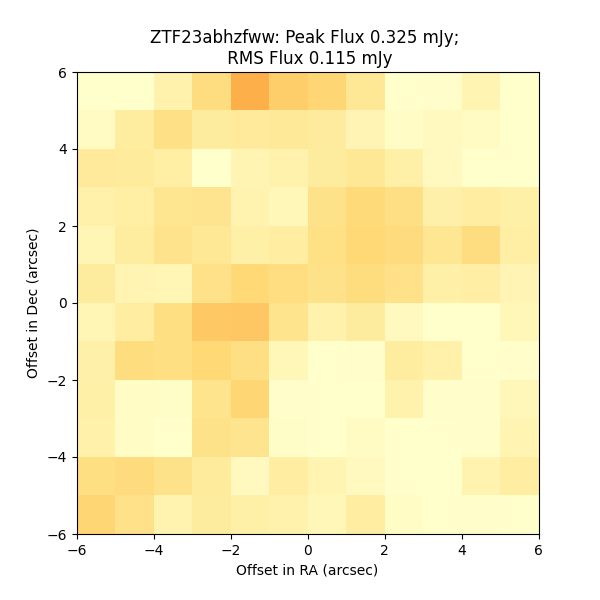 ZTF23abhzfww: Peak Flux 0.325 mJy;
RMS Flux 0.115 mJy
6
4
2
0
−2
−4
−6
Offset in Dec (arcsec)
−6 −4 −2 0 2 4 6
Offset in RA (arcsec)